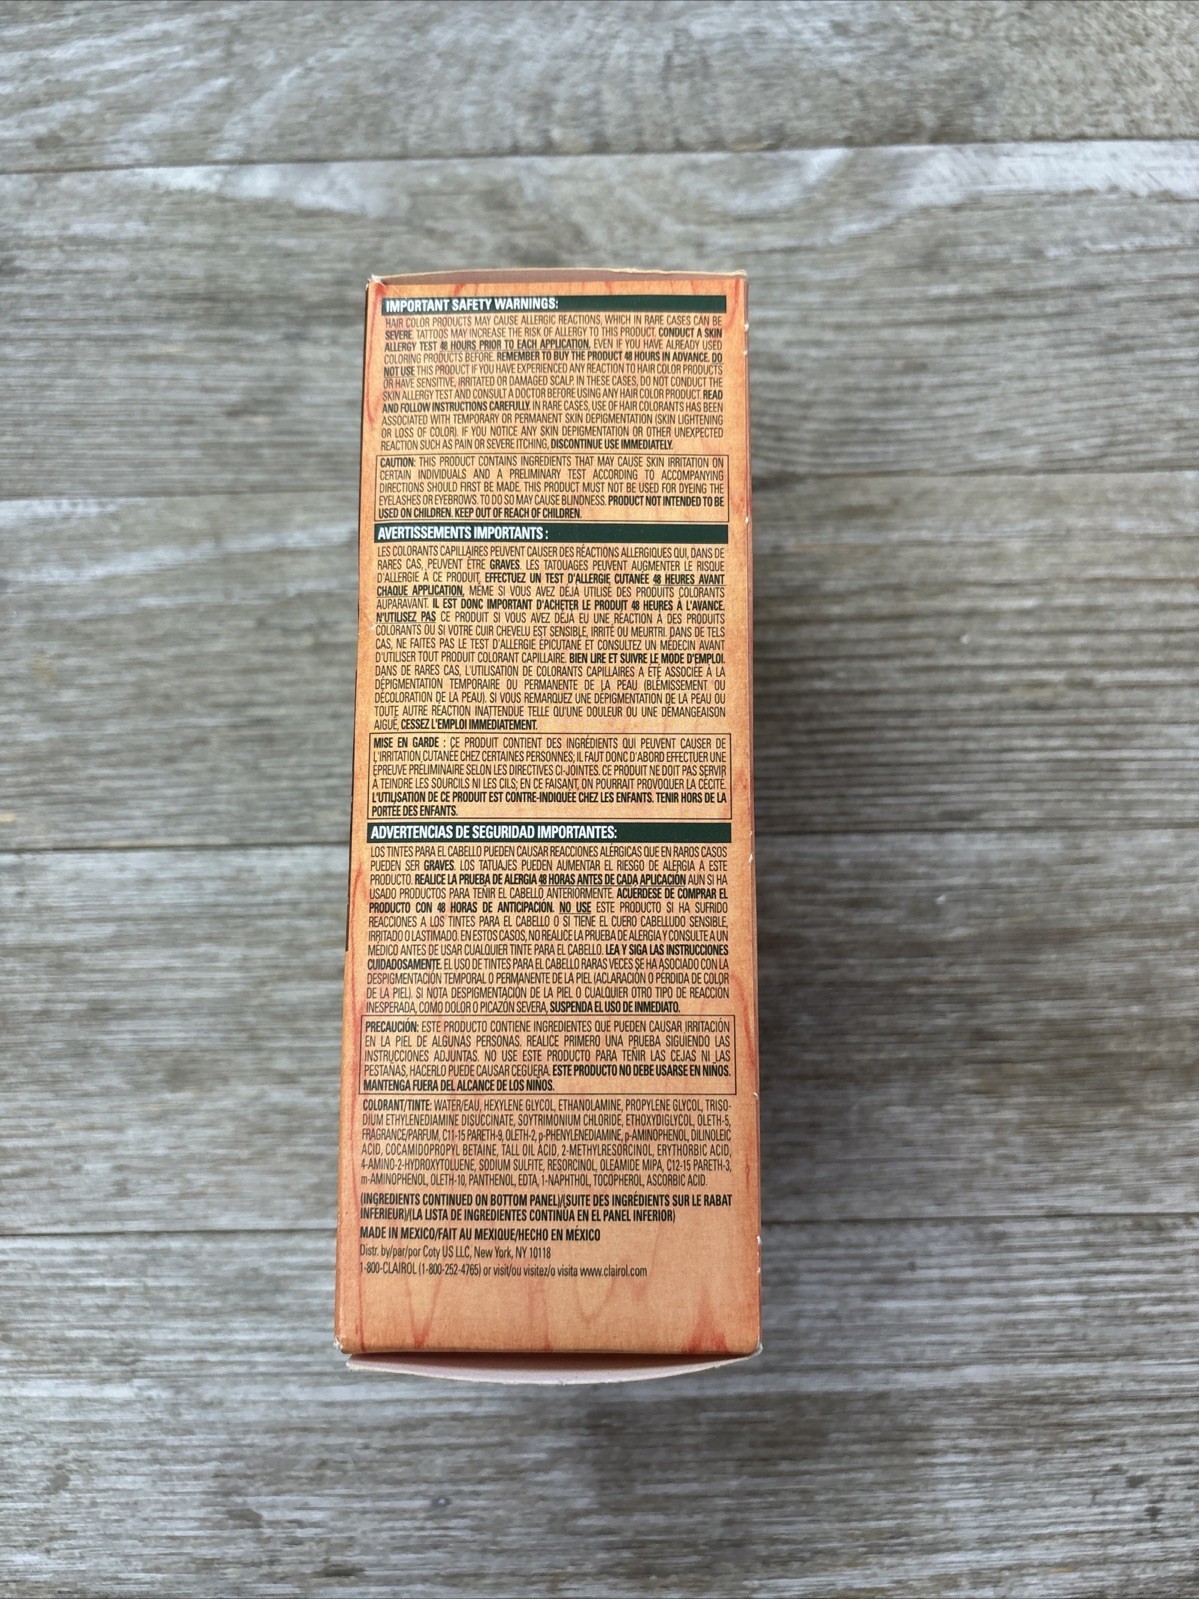 IMPORTANT SAFETY WARNINGS:
HAIR COLOR PRODUCTS MAY CAUSE ALLERGIC REACTIONS, WHICH IN RARE CASES CAN BE
SEVERE. TATTOOS MAY INCREASE THE RISK OF ALLERGY TO THIS PRODUCT. CONDUCT A SKIN
ALLERGY TEST 48 HOURS PRIOR TO EACH APPLICATION, EVEN IF YOU HAVE ALREADY USED
COLORING PRODUCTS BEFORE. REMEMBER TO BUY THE PRODUCT 48 HOURS IN ADVANCE. DO
NOT USE THIS PRODUCT IF YOU HAVE EXPERIENCED ANY REACTION TO HAIR COLOR PRODUCTS
OR HAVE SENSITIVE, IRRITATED OR DAMAGED SCALP. IN THESE CASES, DO NOT CONDUCT THE
SKIN ALLERGY TEST AND CONSULT A DOCTOR BEFORE USING ANY HAIR COLOR PRODUCT. READ
AND FOLLOW INSTRUCTIONS CAREFULLY. IN RARE CASES, USE OF HAIR COLORANTS HAS BEEN
ASSOCIATED WITH TEMPORARY OR PERMANENT SKIN DEPIGMENTATION (SKIN LIGHTENING
OR LOSS OF COLOR). IF YOU NOTICE ANY SKIN DEPIGMENTATION OR OTHER UNEXPECTED
REACTION SUCH AS PAIN OR SEVERE ITCHING, DISCONTINUE USE IMMEDIATELY.
CAUTION: THIS PRODUCT CONTAINS INGREDIENTS THAT MAY CAUSE SKIN IRRITATION ON
CERTAIN INDIVIDUALS AND A PRELIMINARY TEST ACCORDING TO ACCOMPANYING
DIRECTIONS SHOULD FIRST BE MADE. THIS PRODUCT MUST NOT BE USED FOR DYEING THE
EYELASHES OR EYEBROWS. TO DO SO MAY CAUSE BLINDNESS. PRODUCT NOT INTENDED TO BE
USED ON CHILDREN. KEEP OUT OF REACH OF CHILDREN.
AVERTISSEMENTS IMPORTANTS :
LES COLORANTS CAPILLAIRES PEUVENT CAUSER DES RÉACTIONS ALLERGIQUES QUI, DANS DE
RARES CAS, PEUVENT ÊTRE GRAVES. LES TATOUAGES PEUVENT AUGMENTER LE RISQUE
D'ALLERGIE À CE PRODUIT. EFFECTUEZ UN TEST D'ALLERGIE CUTANÉE 48 HEURES AVANT
CHAQUE APPLICATION, MÊME SI VOUS AVEZ DÉJÀ UTILISÉ DES PRODUITS COLORANTS
AUPARAVANT. IL EST DONC IMPORTANT D'ACHETER LE PRODUIT 48 HEURES À L'AVANCE.
N'UTILISEZ PAS CE PRODUIT SI VOUS AVEZ DÉJÀ EU UNE RÉACTION À DES PRODUITS
COLORANTS OU SI VOTRE CUIR CHEVELU EST SENSIBLE, IRRITÉ OU MEURTRI. DANS DE TELS
CAS, NE FAITES PAS LE TEST D'ALLERGIE ÉPICUTANÉ ET CONSULTEZ UN MÉDECIN AVANT
D'UTILISER TOUT PRODUIT COLORANT CAPILLAIRE. BIEN LIRE ET SUIVRE LE MODE D'EMPLOI.
DANS DE RARES CAS, L'UTILISATION DE COLORANTS CAPILLAIRES A ÉTÉ ASSOCIÉE À LA
DÉPIGMENTATION TEMPORAIRE OU PERMANENTE DE LA PEAU (BLÊMISSEMENT OU
DÉCOLORATION DE LA PEAU). SI VOUS REMARQUEZ UNE DÉPIGMENTATION DE LA PEAU OU
TOUTE AUTRE RÉACTION INATTENDUE TELLE QU'UNE DOULEUR OU UNE DÉMANGEAISON
AIGUË, CESSEZ L'EMPLOI IMMÉDIATEMENT.
MISE EN GARDE : CE PRODUIT CONTIENT DES INGRÉDIENTS QUI PEUVENT CAUSER DE
L'IRRITATION CUTANÉE CHEZ CERTAINES PERSONNES; IL FAUT DONC D'ABORD EFFECTUER UNE
ÉPREUVE PRÉLIMINAIRE SELON LES DIRECTIVES CI-JOINTES. CE PRODUIT NE DOIT PAS SERVIR
À TEINDRE LES SOURCILS NI LES CILS; EN CE FAISANT, ON POURRAIT PROVOQUER LA CÉCITÉ.
L'UTILISATION DE CE PRODUIT EST CONTRE-INDIQUÉE CHEZ LES ENFANTS. TENIR HORS DE LA
PORTÉE DES ENFANTS.
ADVERTENCIAS DE SEGURIDAD IMPORTANTES:
LOS TINTES PARA EL CABELLO PUEDEN CAUSAR REACCIONES ALÉRGICAS QUE EN RAROS CASOS
PUEDEN SER GRAVES. LOS TATUAJES PUEDEN AUMENTAR EL RIESGO DE ALERGIA A ESTE
PRODUCTO. REALICE LA PRUEBA DE ALERGIA 48 HORAS ANTES DE CADA APLICACIÓN AUN SI HA
USADO PRODUCTOS PARA TEÑIR EL CABELLO ANTERIORMENTE. ACUÉRDESE DE COMPRAR EL
PRODUCTO CON 48 HORAS DE ANTICIPACIÓN. NO USE ESTE PRODUCTO SI HA SUFRIDO
REACCIONES A LOS TINTES PARA EL CABELLO O SI TIENE EL CUERO CABELLUDO SENSIBLE,
IRRITADO O LASTIMADO. EN ESTOS CASOS, NO REALICE LA PRUEBA DE ALERGIA Y CONSULTE A UN
MÉDICO ANTES DE USAR CUALQUIER TINTE PARA EL CABELLO. LEA Y SIGA LAS INSTRUCCIONES
CUIDADOSAMENTE. EL USO DE TINTES PARA EL CABELLO RARAS VECES SE HA ASOCIADO CON LA
DESPIGMENTACIÓN TEMPORAL O PERMANENTE DE LA PIEL (ACLARACIÓN O PÉRDIDA DE COLOR
DE LA PIEL). SI NOTA DESPIGMENTACIÓN DE LA PIEL O CUALQUIER OTRO TIPO DE REACCIÓN
INESPERADA, COMO DOLOR O PICAZÓN SEVERA, SUSPENDA EL USO DE INMEDIATO.
PRECAUCIÓN: ESTE PRODUCTO CONTIENE INGREDIENTES QUE PUEDEN CAUSAR IRRITACIÓN
EN LA PIEL DE ALGUNAS PERSONAS. REALICE PRIMERO UNA PRUEBA SIGUIENDO LAS
INSTRUCCIONES ADJUNTAS. NO USE ESTE PRODUCTO PARA TEÑIR LAS CEJAS NI LAS
PESTAÑAS, HACERLO PUEDE CAUSAR CEGUERA. ESTE PRODUCTO NO DEBE USARSE EN NIÑOS.
MANTENGA FUERA DEL ALCANCE DE LOS NIÑOS.
COLORANT/TINTE: WATER/EAU, HEXYLENE GLYCOL, ETHANOLAMINE, PROPYLENE GLYCOL, TRISO-
DIUM ETHYLENEDIAMINE DISUCCINATE, SOYTRIMONIUM CHLORIDE, ETHOXYDIGLYCOL, OLETH-5,
FRAGRANCE/PARFUM, C11-15 PARETH-9, OLETH-2, p-PHENYLENEDIAMINE, p-AMINOPHENOL, DILINOLEIC
ACID, COCAMIDOPROPYL BETAINE, TALL OIL ACID, 2-METHYLRESORCINOL, ERYTHORBIC ACID,
4-AMINO-2-HYDROXYTOLUENE, SODIUM SULFITE, RESORCINOL, OLEAMIDE MIPA, C12-15 PARETH-3,
m-AMINOPHENOL, OLETH-10, PANTHENOL, EDTA, 1-NAPHTHOL, TOCOPHEROL, ASCORBIC ACID.
(INGREDIENTS CONTINUED ON BOTTOM PANEL)/(SUITE DES INGRÉDIENTS SUR LE RABAT
INFÉRIEUR)/(LA LISTA DE INGREDIENTES CONTINÚA EN EL PANEL INFERIOR)
MADE IN MEXICO/FAIT AU MEXIQUE/HECHO EN MÉXICO
Distr. by/par/por Coty US LLC, New York, NY 10118
1-800-CLAIROL (1-800-252-4765) or visit/ou visitez/o visita www.clairol.com